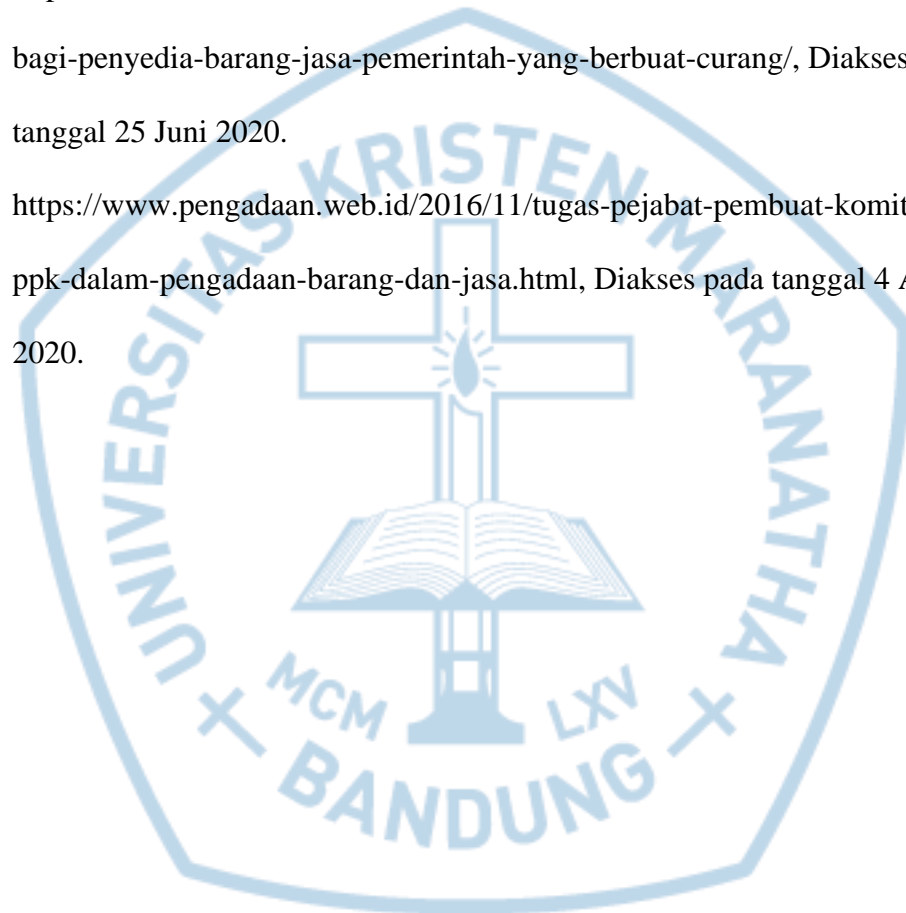 bagi-penyedia-barang-jasa-pemerintah-yang-berbuat-curang/, Diakses
tanggal 25 Juni 2020.
https://www.pengadaan.web.id/2016/11/tugas-pejabat-pembuat-komit
ppk-dalam-pengadaan-barang-dan-jasa.html, Diakses pada tanggal 4 A
2020.
UNIVERSITAS KRISTEN MARANATHA
MCM LXV
BANDUNG